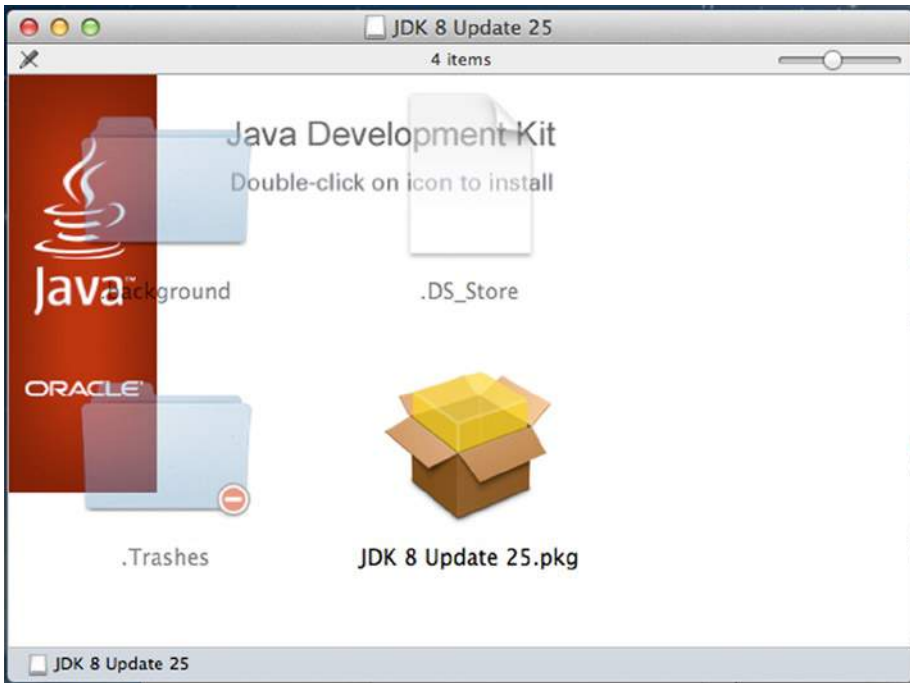 JDK 8 Update 25
4 items
Java Development Kit
Double-click on icon to install
Java™
.background
.DS_Store
ORACLE
.Trashes
JDK 8 Update 25.pkg
JDK 8 Update 25